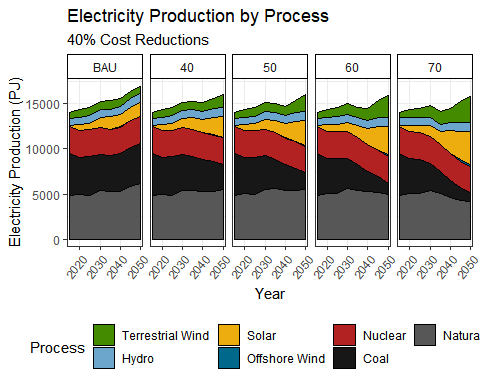 Electricity Production by Process
40% Cost Reductions
BAU 40 50 60 70
Electricity Production (PJ)
15000
10000
5000
0
2020 2030 2040 2050 2020 2030 2040 2050 2020 2030 2040 2050 2020 2030 2040 2050 2020 2030 2040 2050
Year
Process
Terrestrial Wind Solar Nuclear Natura
Hydro Offshore Wind Coal